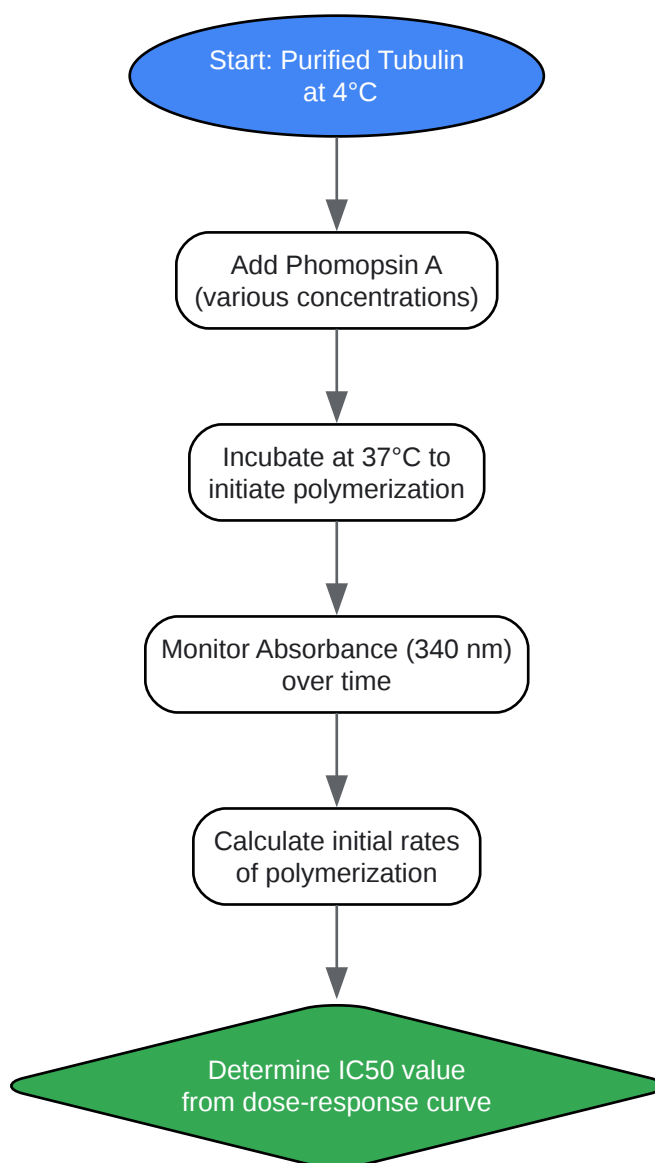 Start: Purified Tubulin
at 4°C
Add Phomopsin A
(various concentrations)
Incubate at 37°C to
initiate polymerization
Monitor Absorbance (340 nm)
over time
Calculate initial rates
of polymerization
Determine IC50 value
from dose-response curve